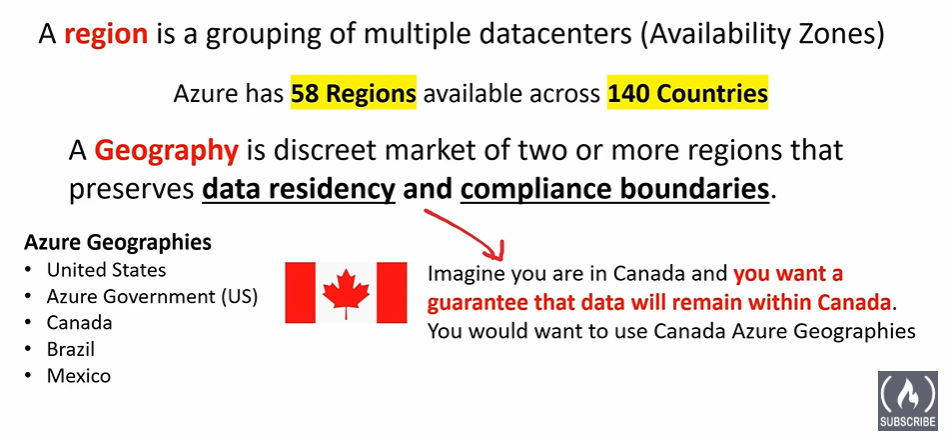 A region is a grouping of multiple datacenters (Availability Zones)
Azure has 58 Regions available across 140 Countries
A Geography is discreet market of two or more regions that
preserves data residency and compliance boundaries.
Azure Geographies
• United States
• Azure Government (US)
• Canada
• Brazil
• Mexico
Imagine you are in Canada and you want a
guarantee that data will remain within Canada.
You would want to use Canada Azure Geographies
SUBSCRIBE